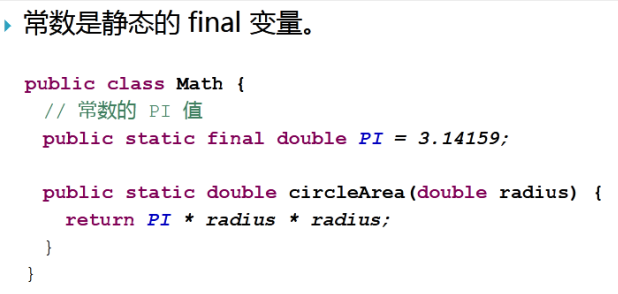 常数是静态的 final 变量。
public class Math {
// 常数的 PI 值
public static final double PI = 3.14159;
public static double circleArea(double radius) {
return PI * radius * radius;
}
}